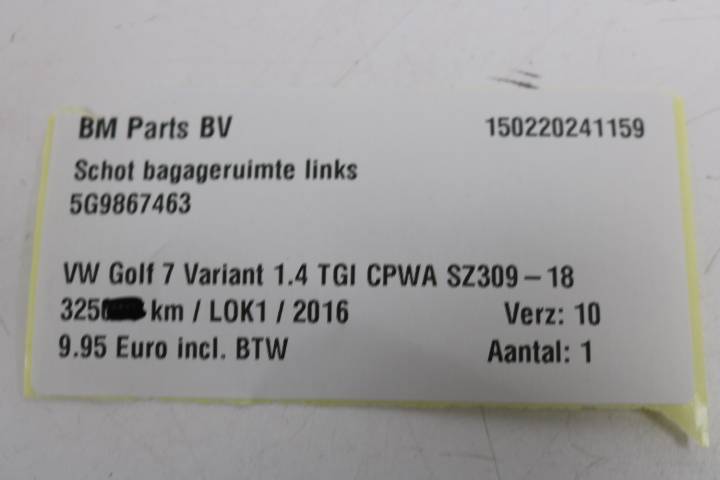 BM Parts BV 150220241159
Schot bagageruimte links
5G9867463
VW Golf 7 Variant 1.4 TGI CPWA SZ309-18
km / LOK1 / 2016 Verz: 10
9.95 Euro incl. BTW Aantal: 1